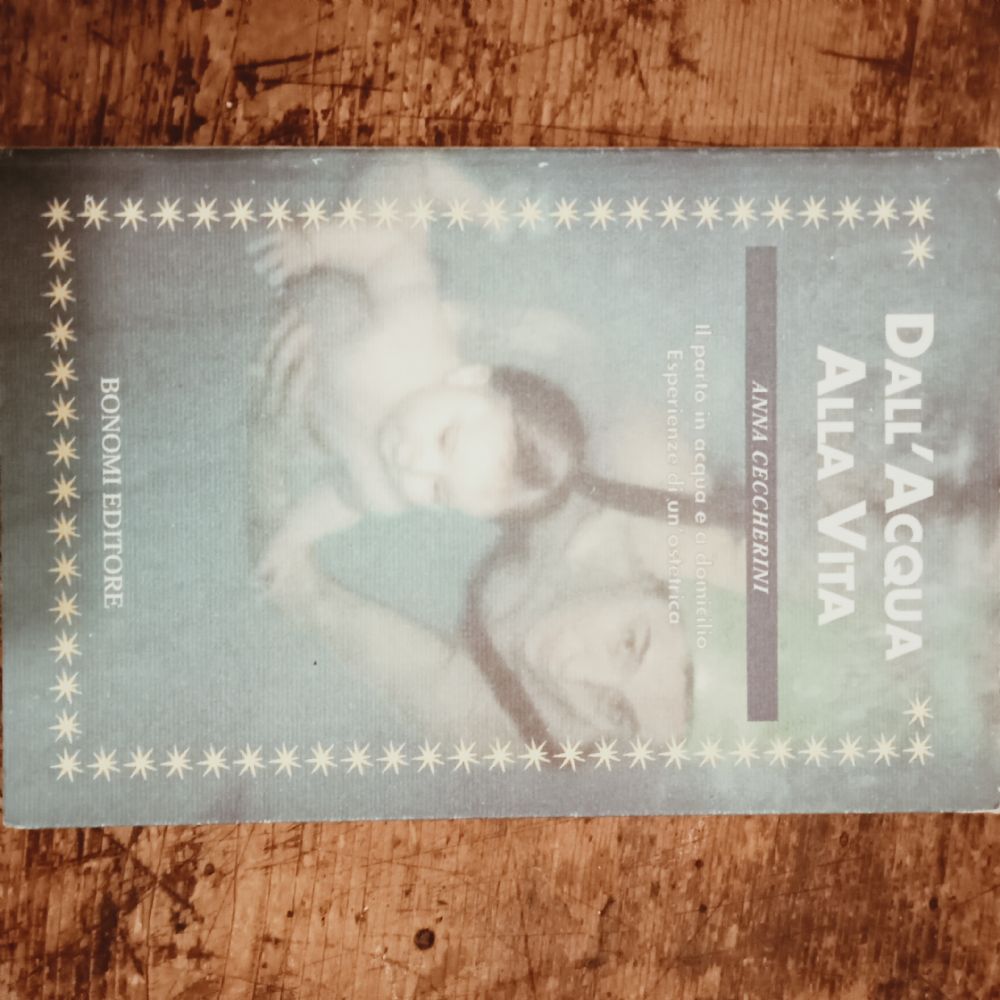 DALL'ACQUA
ALLA VITA
ANNA CECCHERINI
Il parto in acqua e a domicilio
Esperienze di un'ostetrica
BONOMI EDITORE